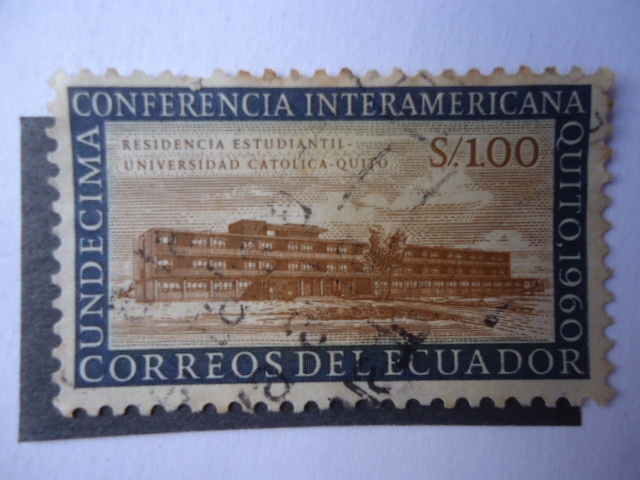 UNDECIMA
CONFERENCIA INTERAMERICANA
QUITO, 1960
RESIDENCIA ESTUDIANTIL-
UNIVERSIDAD CATOLICA-QUITO
S/.1.00
CORREOS DEL ECUADOR